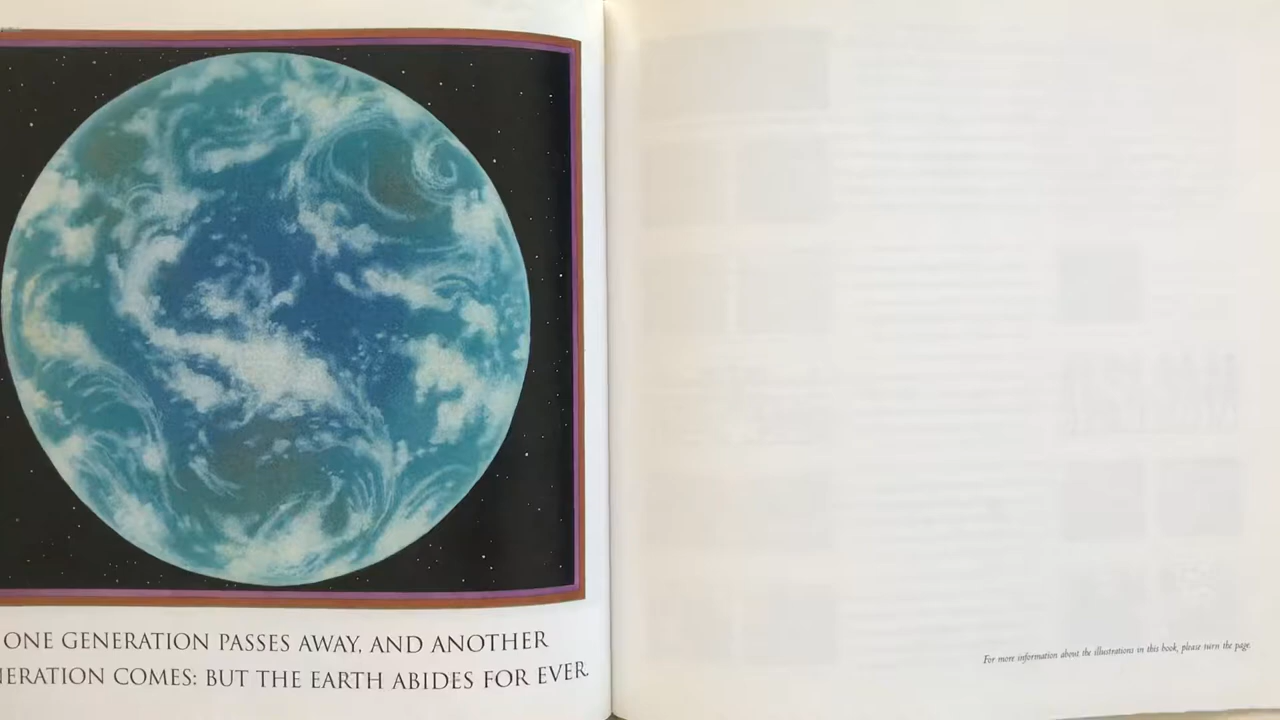 ONE GENERATION PASSES AWAY, AND ANOTHER
NERATION COMES: BUT THE EARTH ABIDES FOR EVER.
For more information about the illustrations in this book, please turn the page.